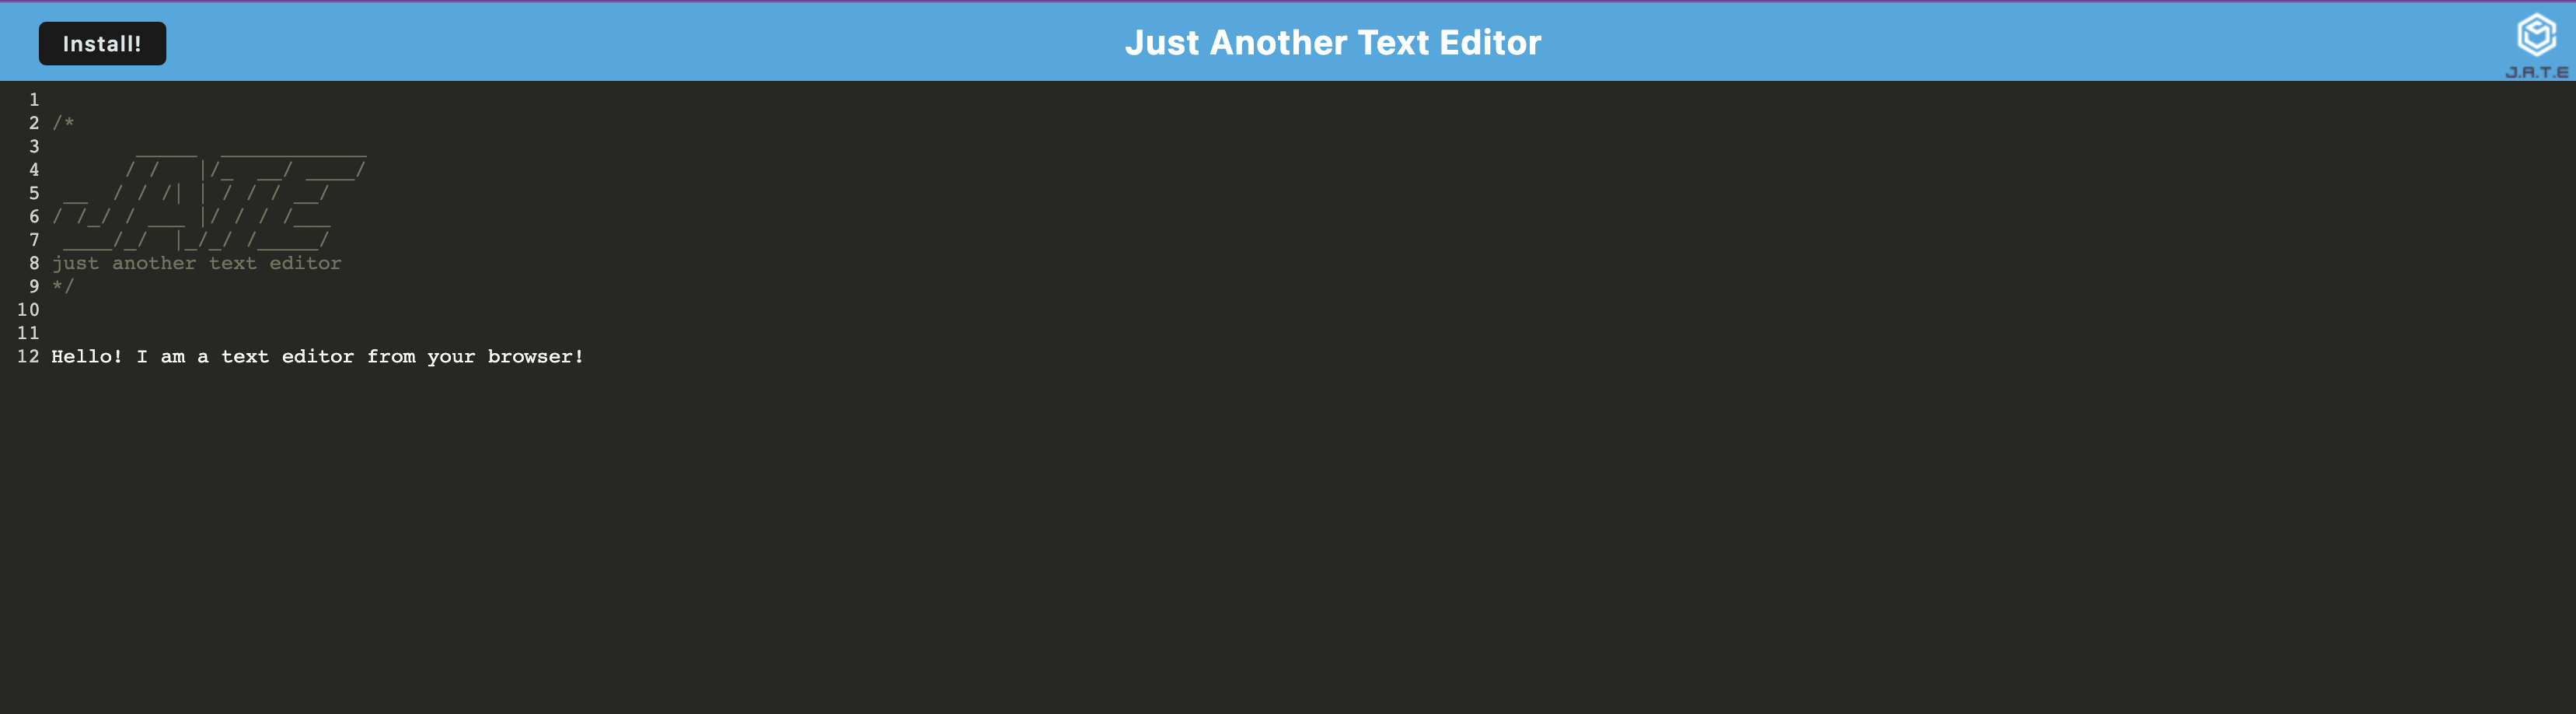 Install!
Just Another Text Editor
J.A.T.E
1
2 /*
3        _____  ____________
4       / /   |/_  __/ ____/
5  __  / / /| | / / / __/
6 / /_/ / ___ |/ / / /___
7  ____/_/  |_/_/ /_____/
8 just another text editor
9 */
10
11
12 Hello! I am a text editor from your browser!